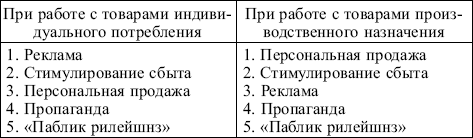 При работе с товарами индиви-
дуального потребления
1. Реклама
2. Стимулирование сбыта
3. Персональная продажа
4. Пропаганда
5. «Паблик рилейшнз»
При работе с товарами произ-
водственного назначения
1. Персональная продажа
2. Стимулирование сбыта
3. Реклама
4. Пропаганда
5. «Паблик рилейшнз»